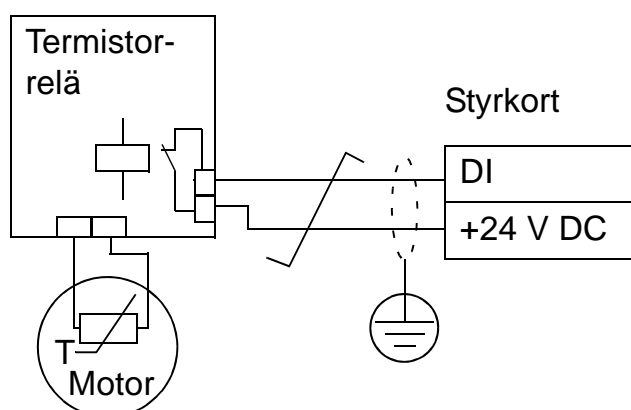 Termistor-
relä
Styrkort
DI
+24 V DC
T
Motor